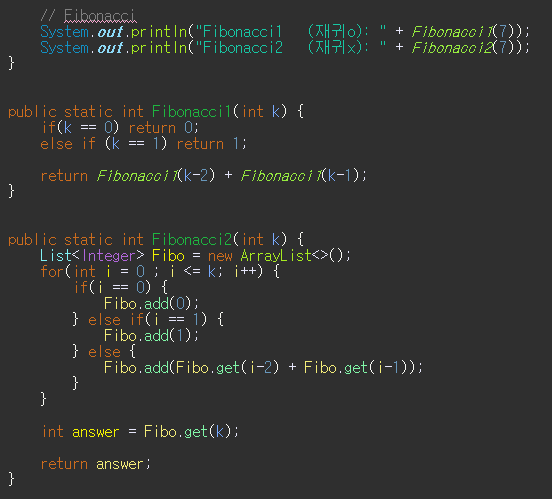 // Fibonacci
System.out.println("Fibonacci1   (재귀o): " + Fibonacci1(7));
System.out.println("Fibonacci2   (재귀x): " + Fibonacci2(7));
}
public static int Fibonacci1(int k) {
if(k == 0) return 0;
else if (k == 1) return 1;
return Fibonacci1(k-2) + Fibonacci1(k-1);
}
public static int Fibonacci2(int k) {
List<Integer> Fibo = new ArrayList<>();
for(int i = 0 ; i <= k; i++) {
if(i == 0) {
Fibo.add(0);
} else if(i == 1) {
Fibo.add(1);
} else {
Fibo.add(Fibo.get(i-2) + Fibo.get(i-1));
}
}
int answer = Fibo.get(k);
return answer;
}